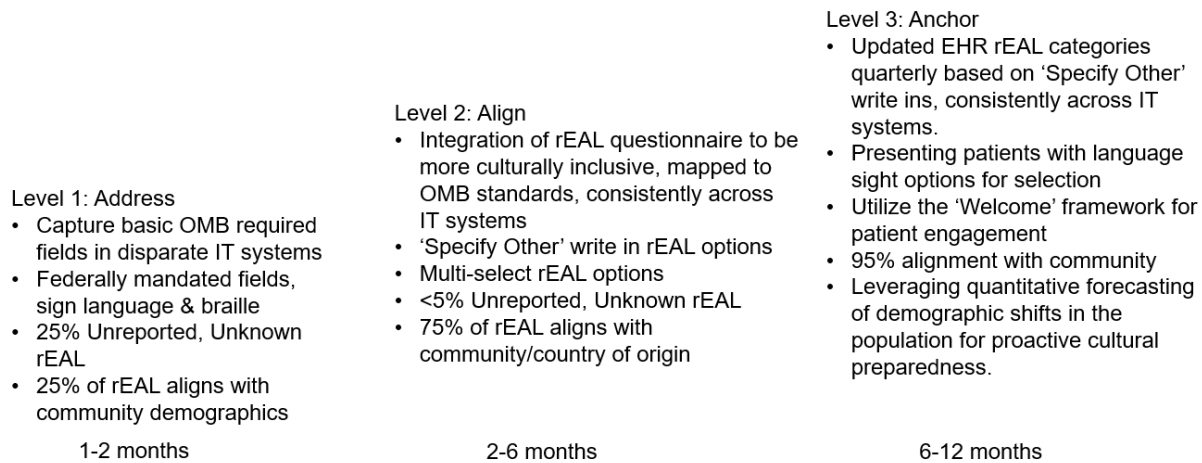 Level 1: Address
• Capture basic OMB required
fields in disparate IT systems
• Federally mandated fields,
sign language & braille
• 25% Unreported, Unknown
rEAL
• 25% of rEAL aligns with
community demographics
1-2 months
Level 2: Align
• Integration of rEAL questionnaire to be
more culturally inclusive, mapped to
OMB standards, consistently across
IT systems
• ‘Specify Other’ write in rEAL options
• Multi-select rEAL options
• <5% Unreported, Unknown rEAL
• 75% of rEAL aligns with
community/country of origin
2-6 months
Level 3: Anchor
• Updated EHR rEAL categories
quarterly based on ‘Specify Other’
write ins, consistently across IT
systems.
• Presenting patients with language
sight options for selection
• Utilize the ‘Welcome’ framework for
patient engagement
• 95% alignment with community
• Leveraging quantitative forecasting
of demographic shifts in the
population for proactive cultural
preparedness.
6-12 months